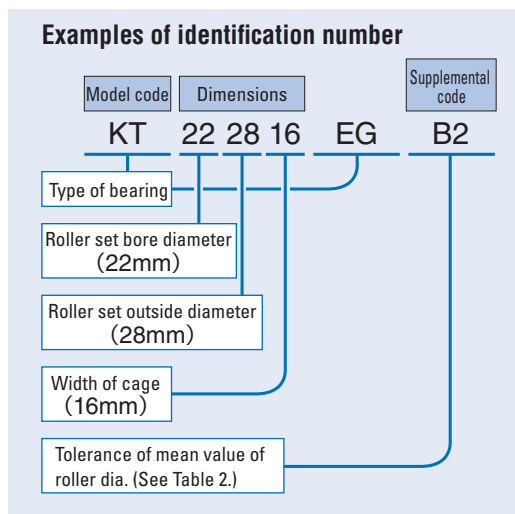 Examples of identification number
Model code Dimensions Supplemental code
KT 22 28 16 EG B2
Type of bearing
Roller set bore diameter
(22mm)
Roller set outside diameter
(28mm)
Width of cage
(16mm)
Tolerance of mean value of
roller dia. (See Table 2.)